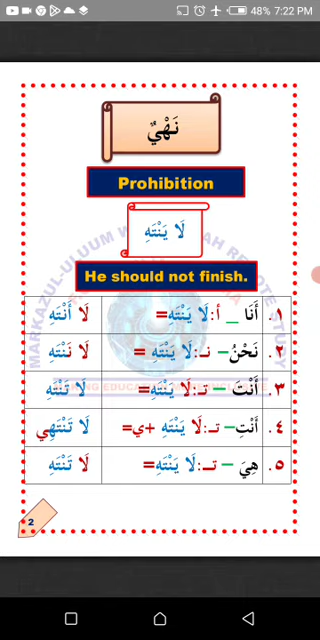 48% 7:22 PM
نَهْيٌ
Prohibition
لَا يَنْتَهِ
He should not finish.
١. أَنَا _ أ: لَا يَنْتَهِ= لَا أَنْتَهِ
٢. نَحْنُ – نـ: لَا يَنْتَهِ = لَا نَنْتَهِ
٣. أَنْتَ – تـ: لَا يَنْتَهِ= لَا تَنْتَهِ
٤. أَنْتِ – تـ: لَا يَنْتَهِ +ي= لَا تَنْتَهِي
٥. هِيَ – تـ: لَا يَنْتَهِ= لَا تَنْتَهِ
2